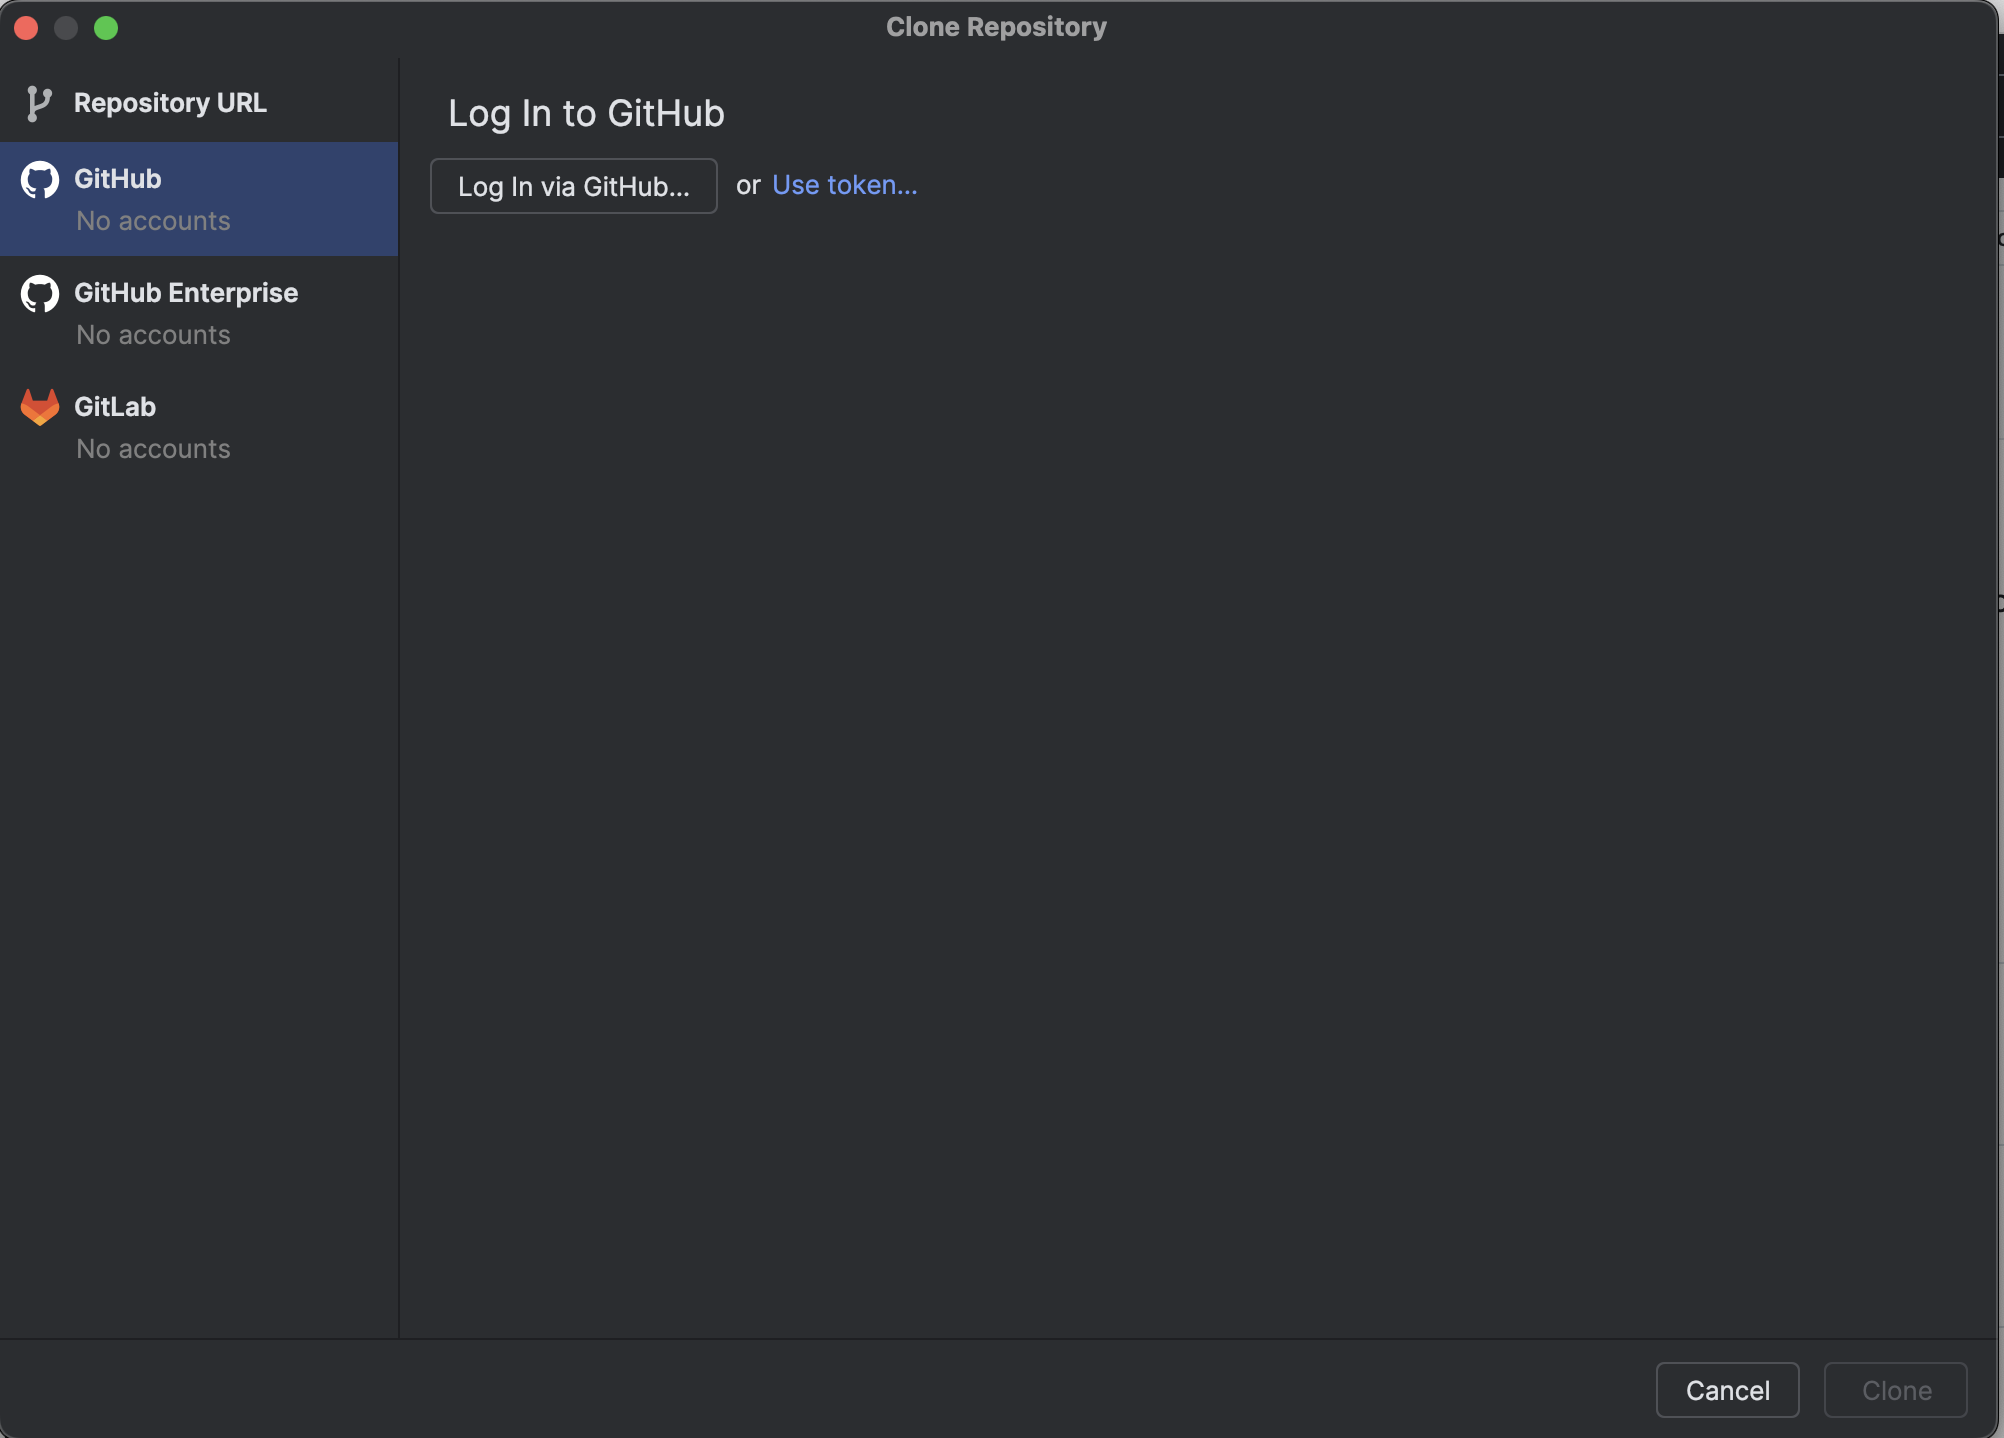 Clone Repository
Repository URL
GitHub
No accounts
GitHub Enterprise
No accounts
GitLab
No accounts
Log In to GitHub
Log In via GitHub... or Use token...
Cancel Clone